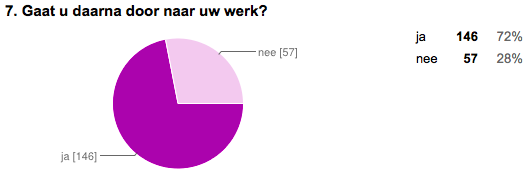 7. Gaat u daarna door naar uw werk?
ja 146 72%
nee 57 28%
nee [57]
ja [146]